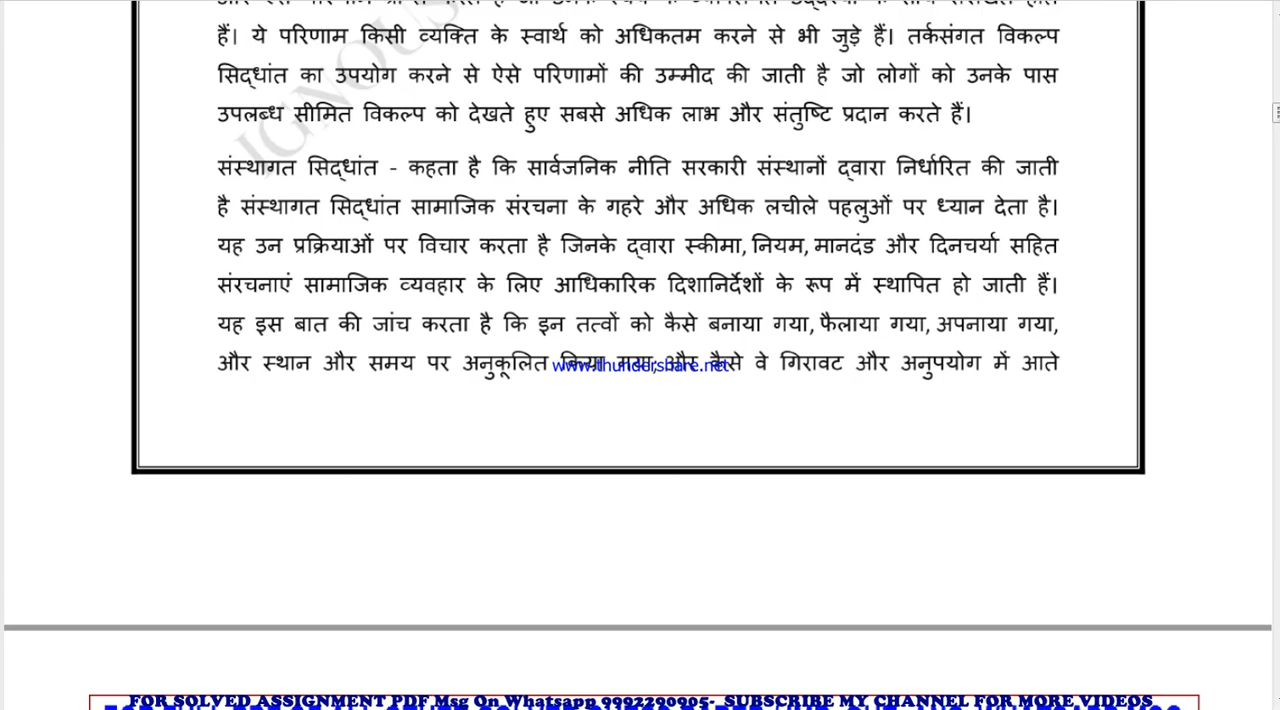 हैं। ये परिणाम किसी व्यक्ति के स्वार्थ को अधिकतम करने से भी जुड़े हैं। तर्कसंगत विकल्प
सिद्धांत का उपयोग करने से ऐसे परिणामों की उम्मीद की जाती है जो लोगों को उनके पास
उपलब्ध सीमित विकल्प को देखते हुए सबसे अधिक लाभ और संतुष्टि प्रदान करते हैं।
IGNOUS
संस्थागत सिद्धांत - कहता है कि सार्वजनिक नीति सरकारी संस्थानों द्वारा निर्धारित की जाती
है संस्थागत सिद्धांत सामाजिक संरचना के गहरे और अधिक लचीले पहलुओं पर ध्यान देता है।
यह उन प्रक्रियाओं पर विचार करता है जिनके द्वारा स्कीमा, नियम, मानदंड और दिनचर्या सहित
संरचनाएं सामाजिक व्यवहार के लिए आधिकारिक दिशानिर्देशों के रूप में स्थापित हो जाती हैं।
यह इस बात की जांच करता है कि इन तत्वों को कैसे बनाया गया, फैलाया गया, अपनाया गया,
और स्थान और समय पर अनुकूलित किया गया, और कैसे वे गिरावट और अनुपयोग में आते
www.thundershare.net
FOR SOLVED ASSIGNMENT PDF Msg On Whatsapp 9992290905- SUBSCRIBE MY CHANNEL FOR MORE VIDEOS